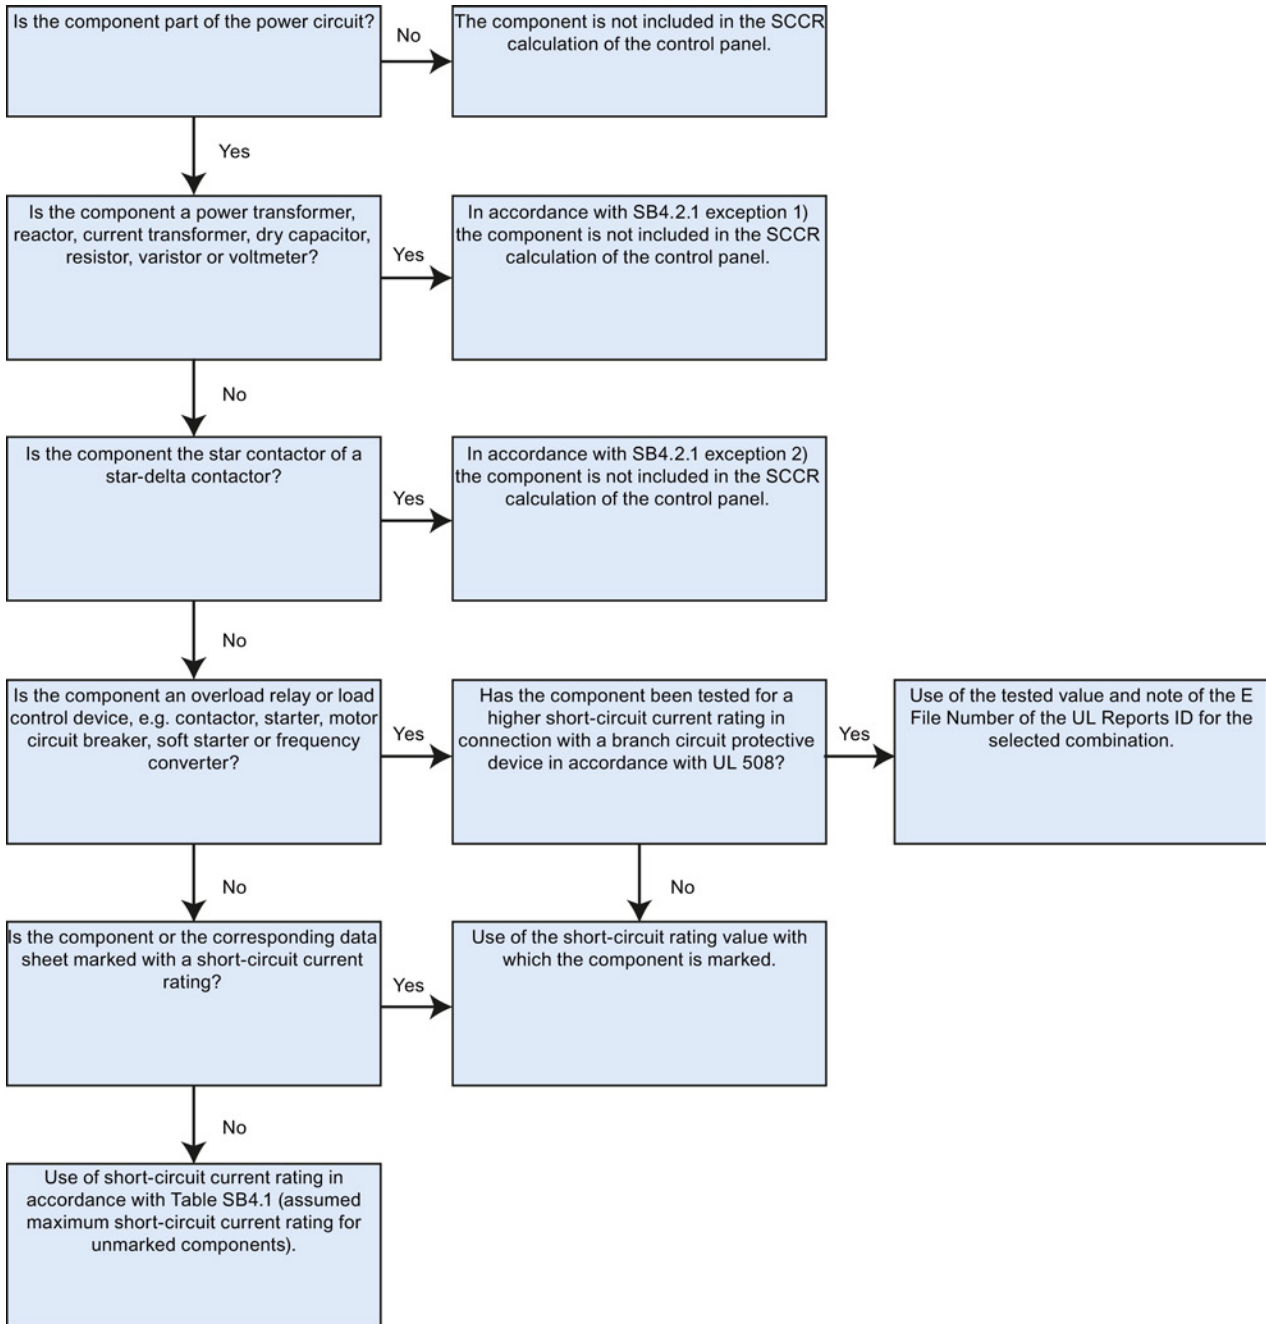 Is the component part of the power circuit?
No
The component is not included in the SCCR
calculation of the control panel.
Yes
Is the component a power transformer,
reactor, current transformer, dry capacitor,
resistor, varistor or voltmeter?
Yes
In accordance with SB4.2.1 exception 1)
the component is not included in the SCCR
calculation of the control panel.
No
Is the component the star contactor of a
star-delta contactor?
Yes
In accordance with SB4.2.1 exception 2)
the component is not included in the SCCR
calculation of the control panel.
No
Is the component an overload relay or load
control device, e.g. contactor, starter, motor
circuit breaker, soft starter or frequency
converter?
Yes
Has the component been tested for a
higher short-circuit current rating in
connection with a branch circuit protective
device in accordance with UL 508?
Yes
Use of the tested value and note of the E
File Number of the UL Reports ID for the
selected combination.
No
No
Is the component or the corresponding data
sheet marked with a short-circuit current
rating?
Yes
Use of the short-circuit rating value with
which the component is marked.
No
Use of short-circuit current rating in
accordance with Table SB4.1 (assumed
maximum short-circuit current rating for
unmarked components).